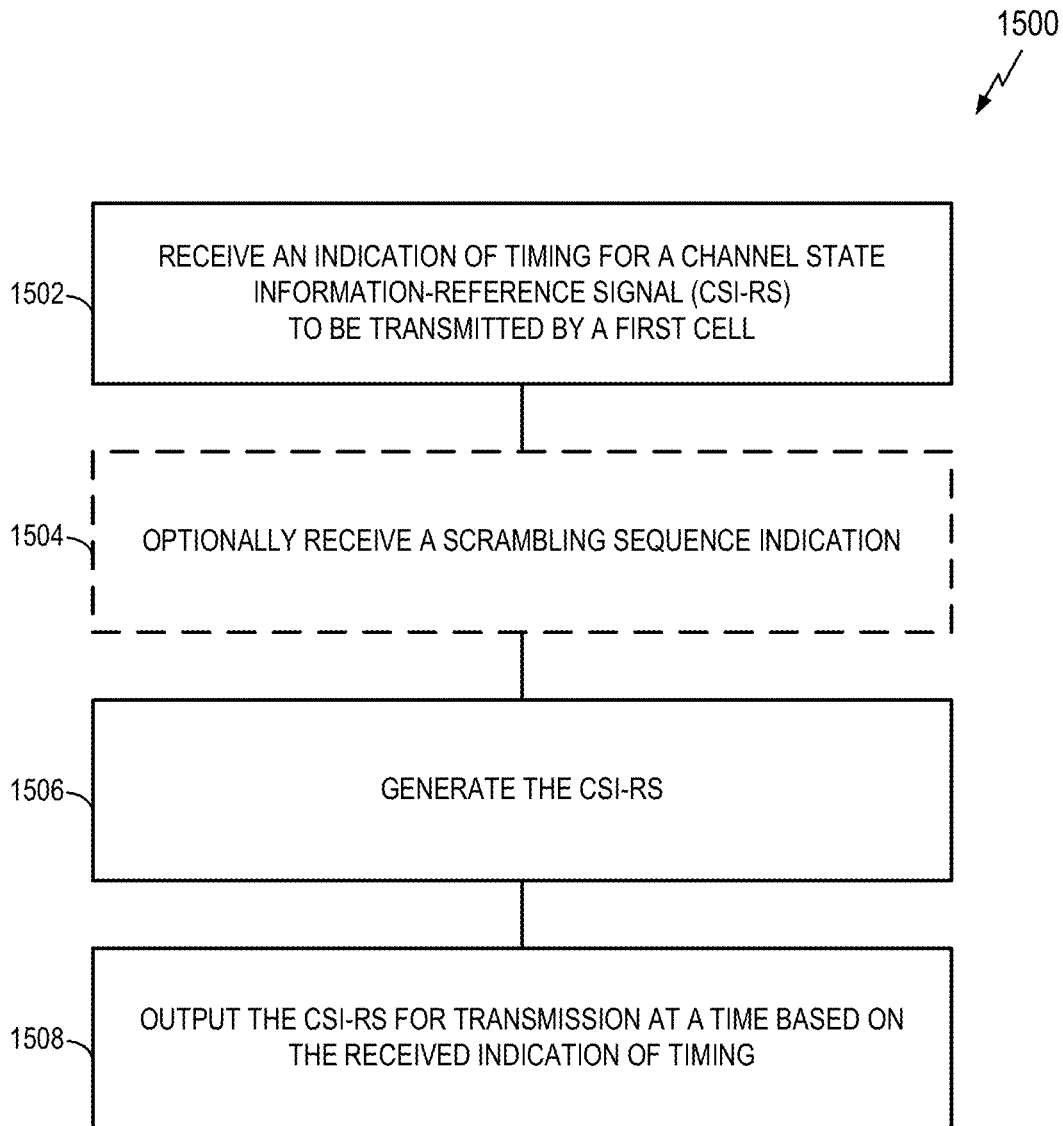 1500
1502
RECEIVE AN INDICATION OF TIMING FOR A CHANNEL STATE
INFORMATION-REFERENCE SIGNAL (CSI-RS)
TO BE TRANSMITTED BY A FIRST CELL
1504
OPTIONALLY RECEIVE A SCRAMBLING SEQUENCE INDICATION
1506
GENERATE THE CSI-RS
1508
OUTPUT THE CSI-RS FOR TRANSMISSION AT A TIME BASED ON
THE RECEIVED INDICATION OF TIMING